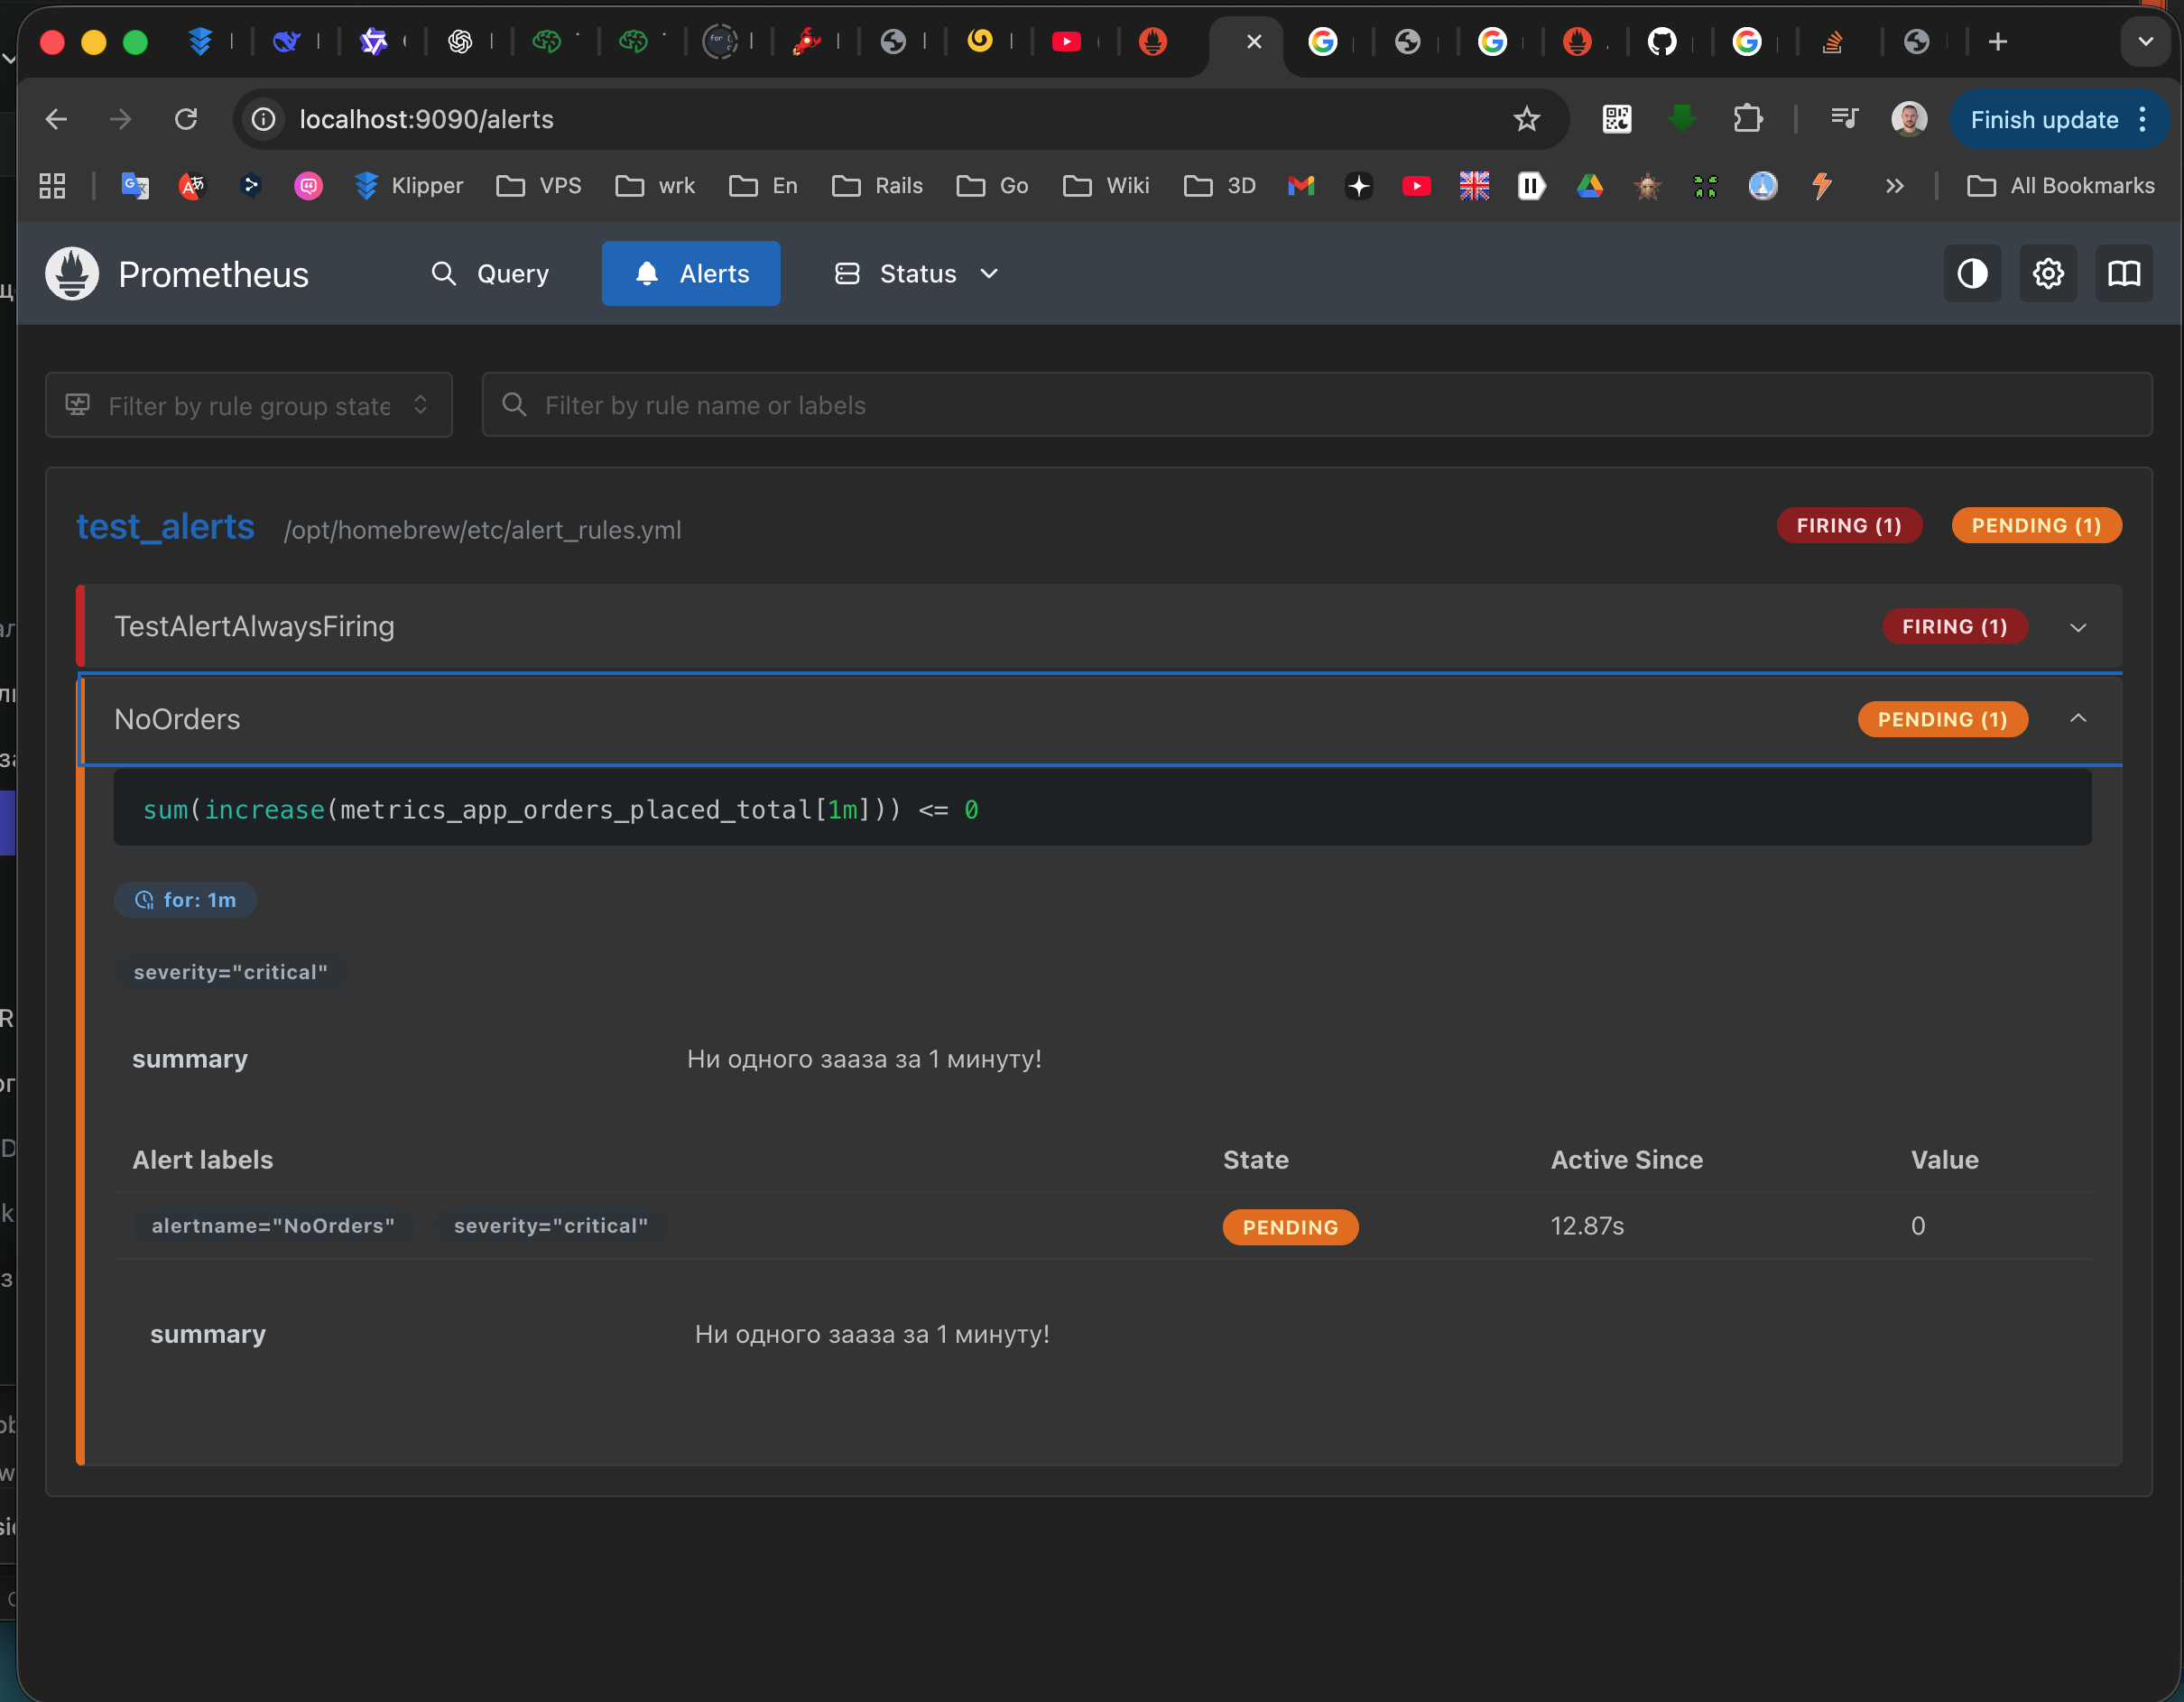 localhost:9090/alerts
Finish update
Klipper VPS wrk En Rails Go Wiki 3D All Bookmarks
Prometheus Query Alerts Status
Filter by rule group state Filter by rule name or labels
test_alerts /opt/homebrew/etc/alert_rules.yml FIRING (1) PENDING (1)
TestAlertAlwaysFiring FIRING (1)
NoOrders PENDING (1)
sum(increase(metrics_app_orders_placed_total[1m])) <= 0
for: 1m
severity="critical"
summary Ни одного зааза за 1 минуту!
Alert labels State Active Since Value
alertname="NoOrders" severity="critical" PENDING 12.87s 0
summary Ни одного зааза за 1 минуту!